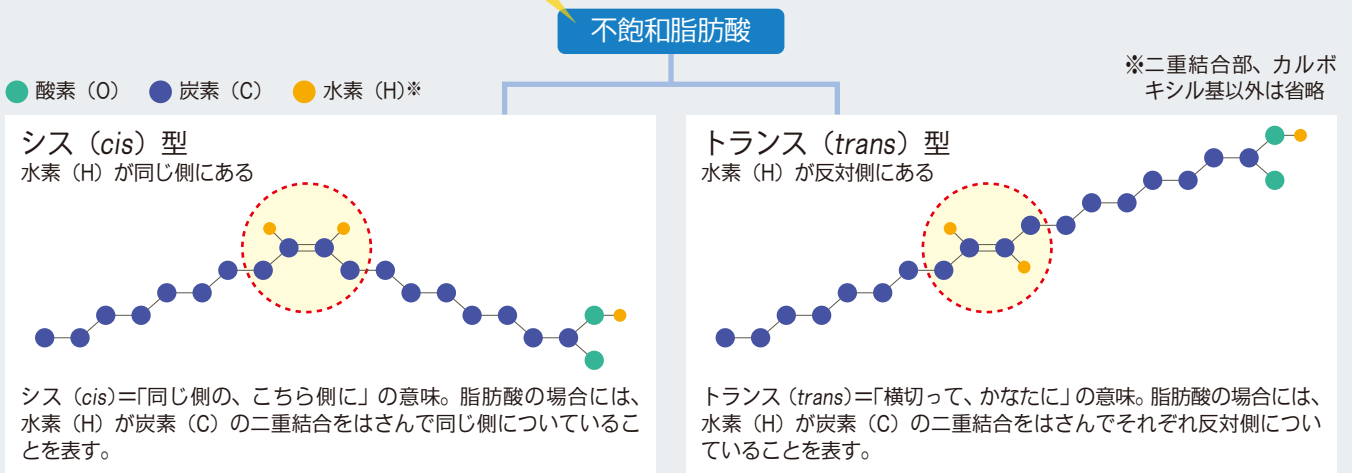 不飽和脂肪酸
酸素（O） 炭素（C） 水素（H）※
※二重結合部、カルボ
キシル基以外は省略
シス（cis）型
水素（H）が同じ側にある
シス（cis）＝「同じ側の、こちら側に」の意味。脂肪酸の場合には、
水素（H）が炭素（C）の二重結合をはさんで同じ側についているこ
とを表す。
トランス（trans）型
水素（H）が反対側にある
トランス（trans）＝「横切って、かなたに」の意味。脂肪酸の場合には、
水素（H）が炭素（C）の二重結合をはさんでそれぞれ反対側につい
ていることを表す。